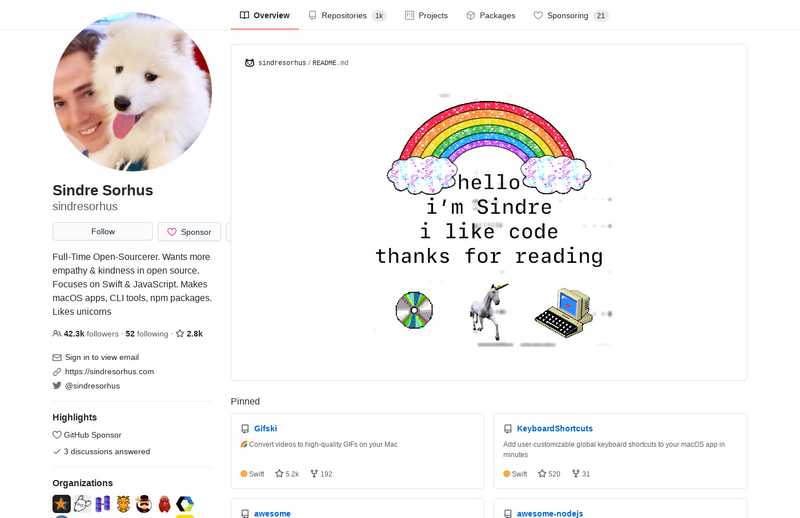 Overview
Repositories 1k
Projects
Packages
Sponsoring 21
Sindre Sorhus
sindresorhus
Follow
Sponsor
Full-Time Open-Sourcerer. Wants more
empathy & kindness in open source.
Focuses on Swift & JavaScript. Makes
macOS apps, CLI tools, npm packages.
Likes unicorns
42.3k followers · 52 following · 2.8k
Sign in to view email
https://sindresorhus.com
@sindresorhus
Highlights
GitHub Sponsor
3 discussions answered
Organizations
sindresorhus / README.md
hello
i'm Sindre
i like code
thanks for reading
Pinned
Gifski
Convert videos to high-quality GIFs on your Mac
Swift 5.2k 192
KeyboardShortcuts
Add user-customizable global keyboard shortcuts to your macOS app in
minutes
Swift 520 31
awesome
awesome-nodejs